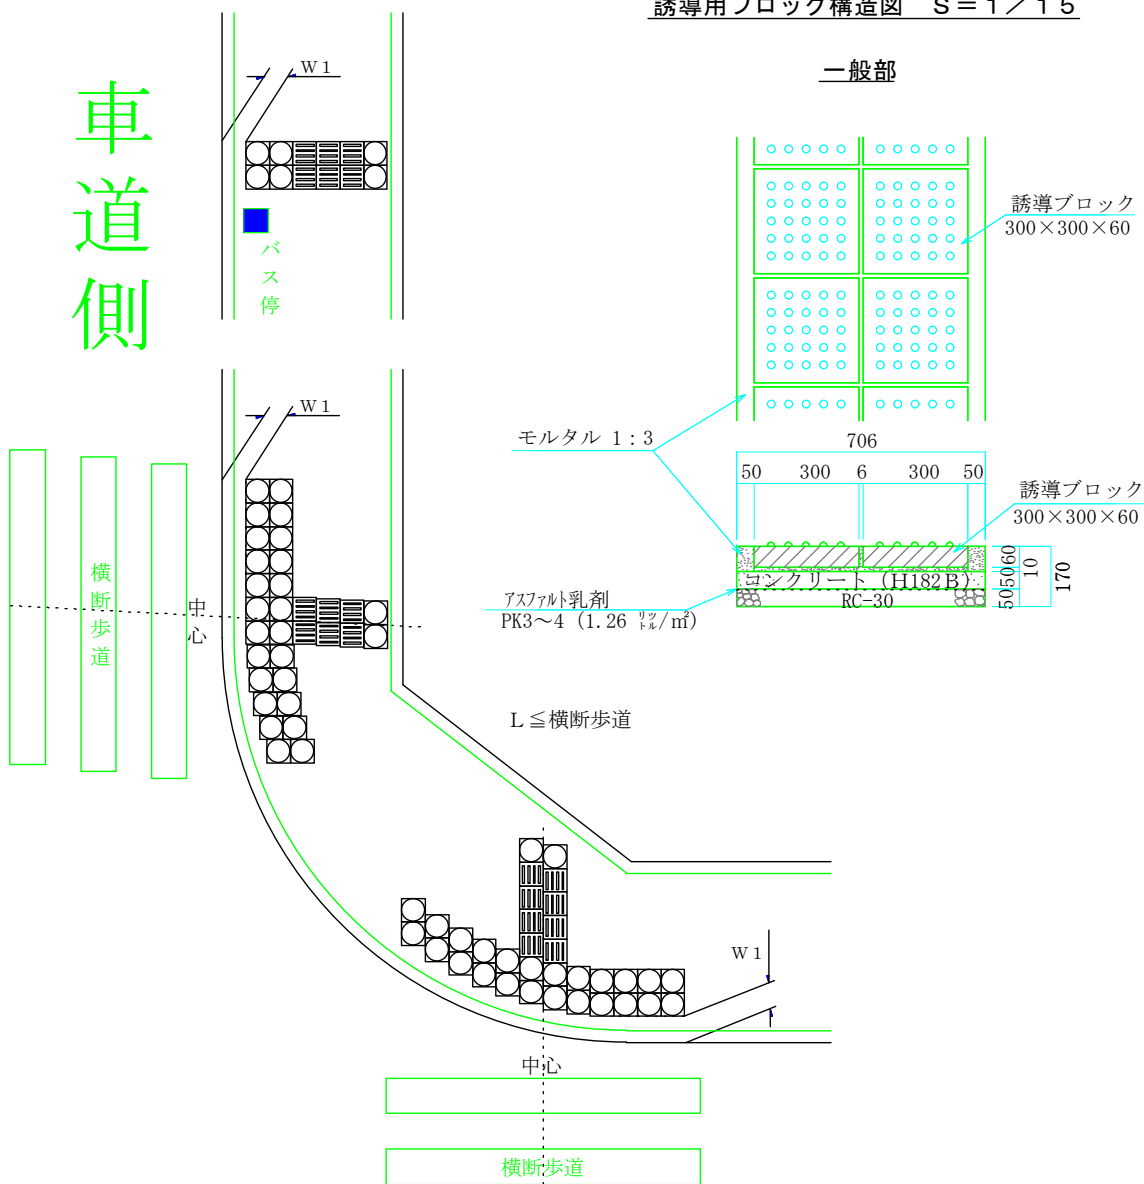 誘導用ブロック構造図　S＝1／15
一般部
W1
車道側
バス停
誘導ブロック
300×300×60
W1
モルタル 1:3
706
50 300 6 300 50
誘導ブロック
300×300×60
横断歩道
中心
コンクリート（H182B）
RC-30
60
10
50
50
170
アスファルト乳剤
PK3～4 (1.26 リットル/㎡)
L≦横断歩道
W1
中心
横断歩道